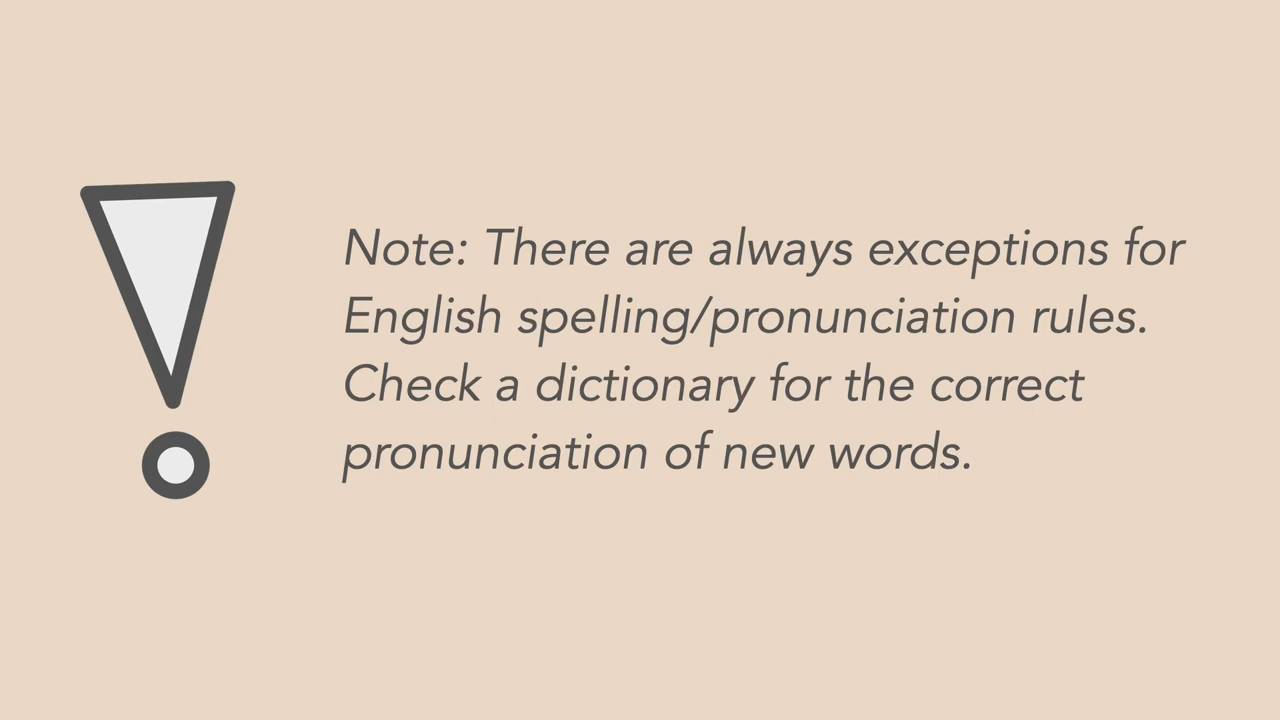 Note: There are always exceptions for
English spelling/pronunciation rules.
Check a dictionary for the correct
pronunciation of new words.